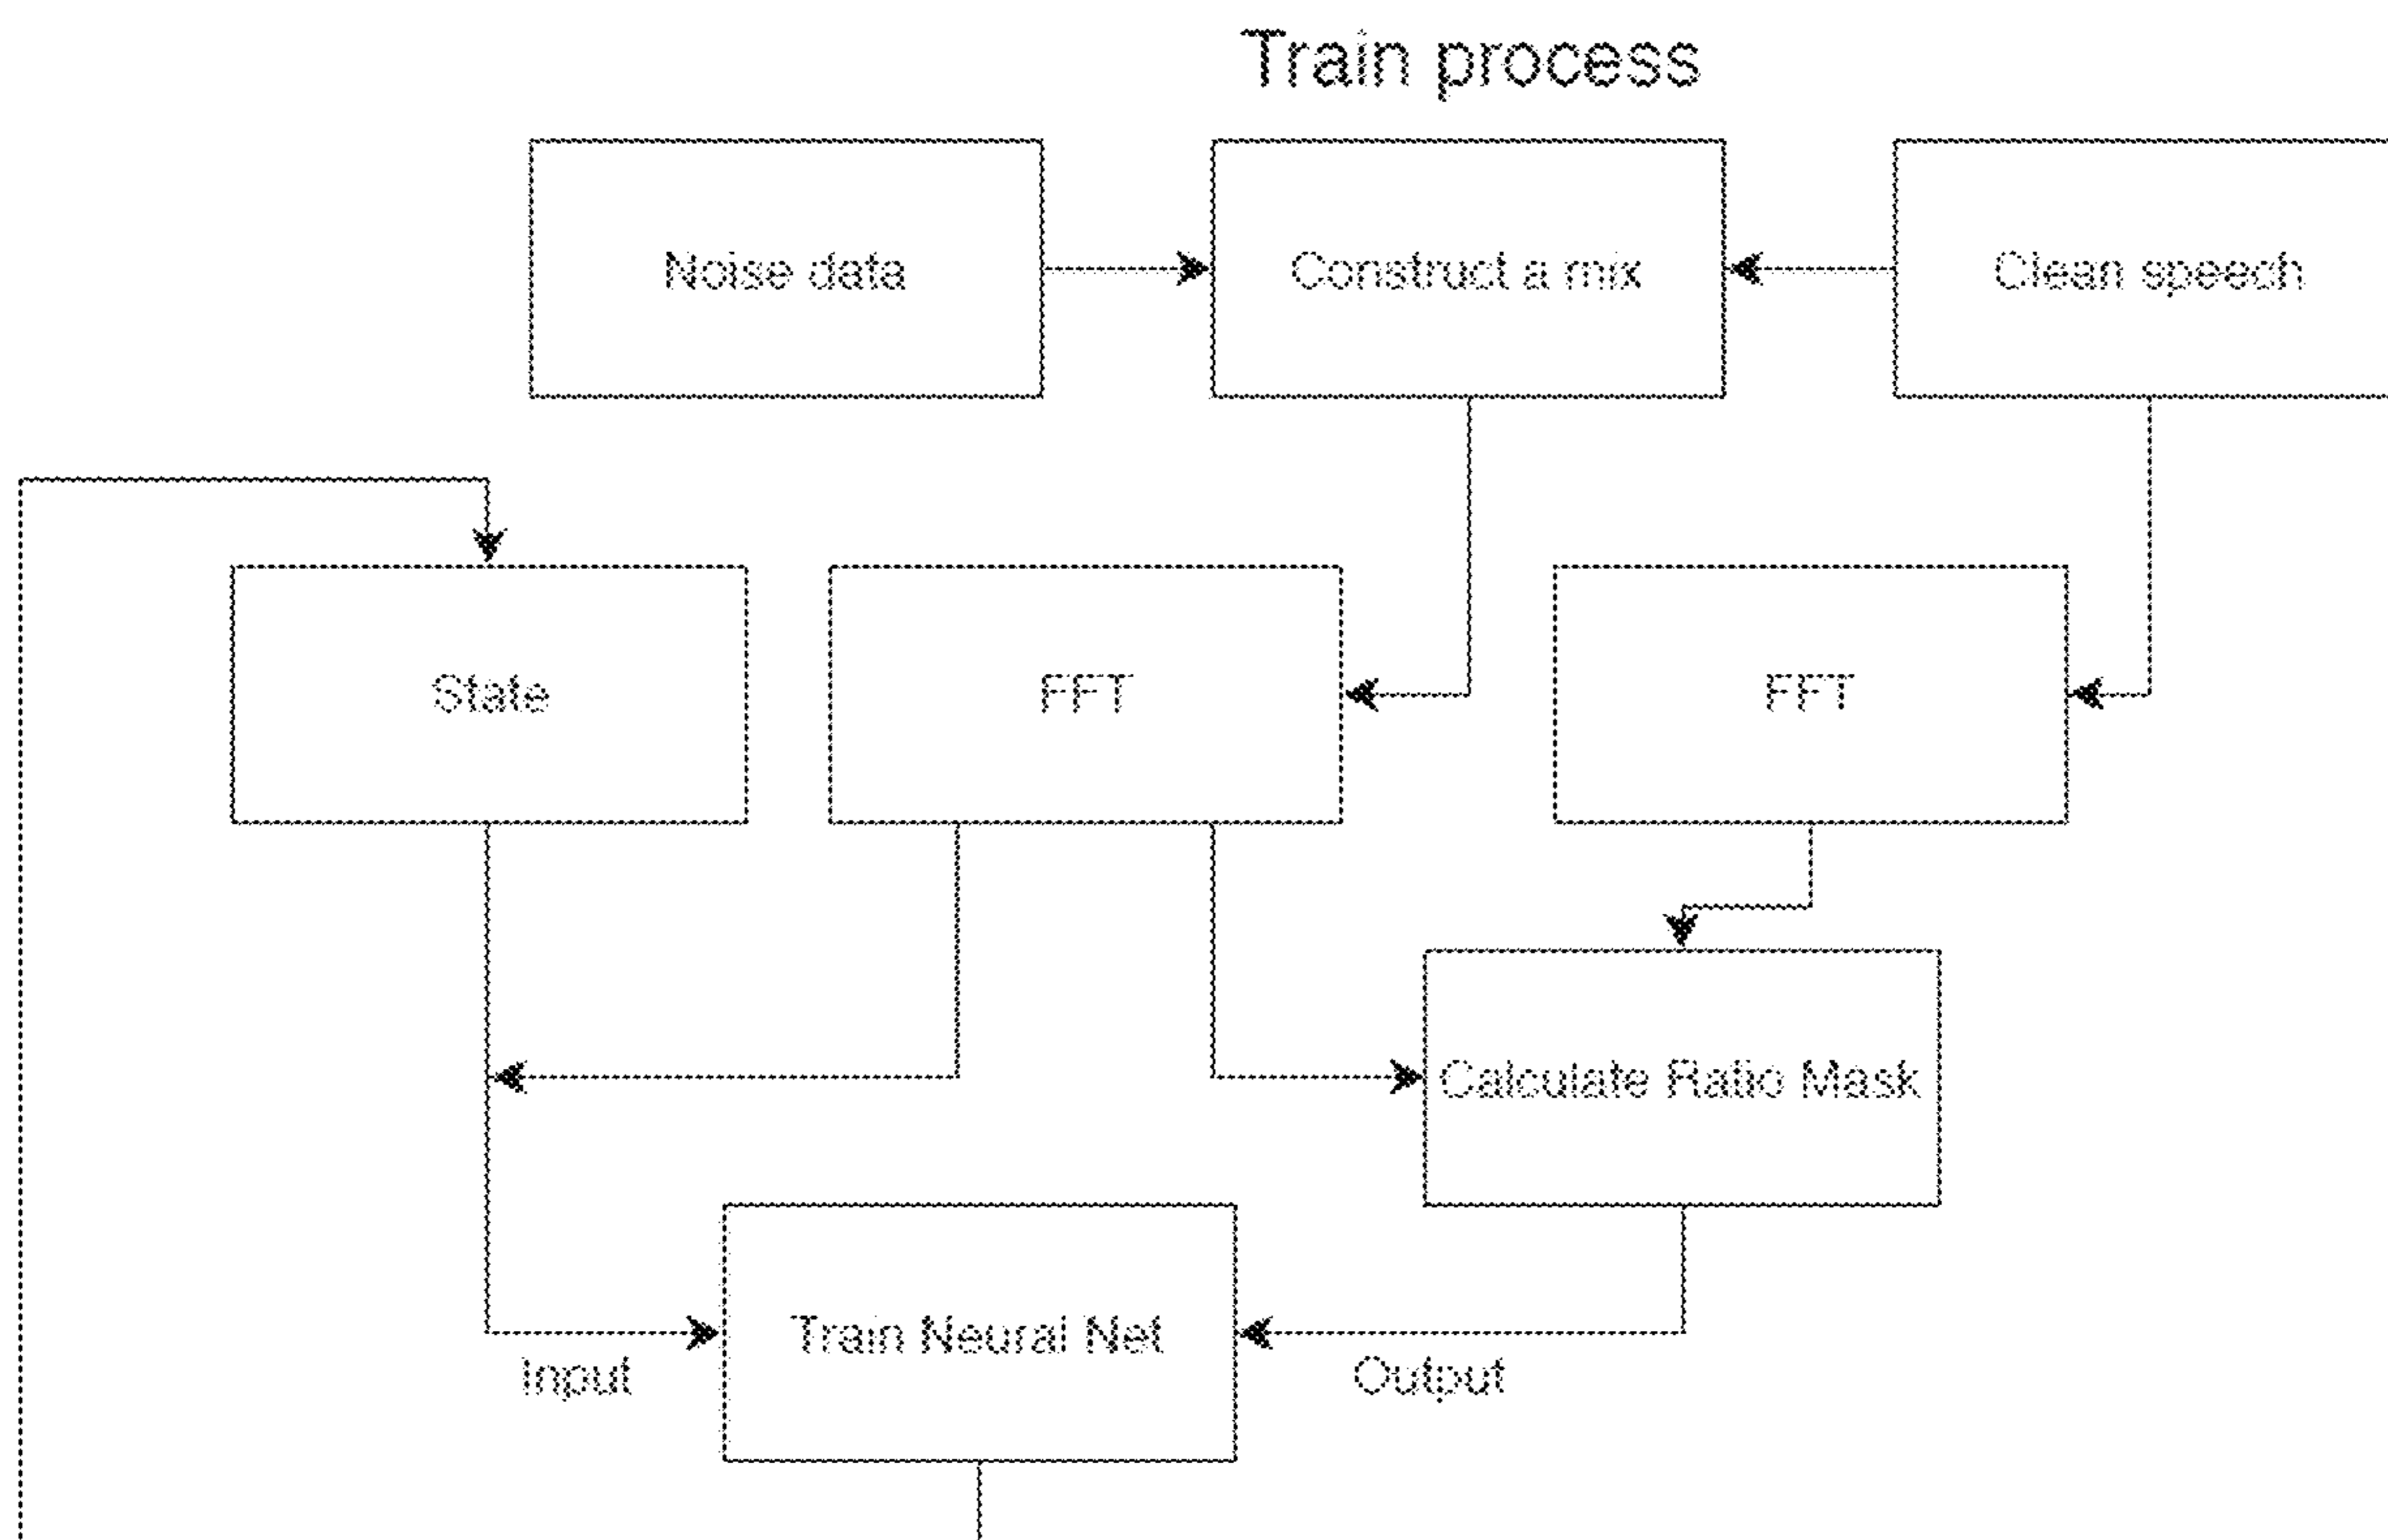 Train process
Noise data
Construct a mix
Clean speech
State
FFT
FFT
Calculate Ratio Mask
Train Neural Net
Input
Output